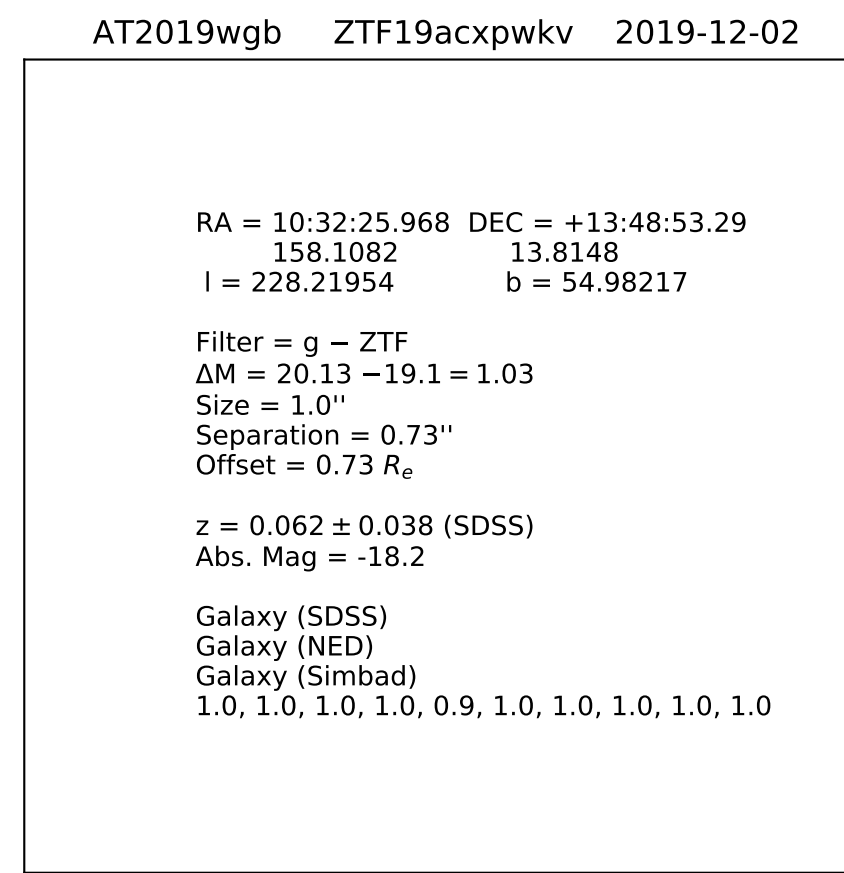 AT2019wgb ZTF19acxpwkv 2019-12-02
RA = 10:32:25.968 DEC = +13:48:53.29
158.1082 13.8148
l = 228.21954 b = 54.98217
Filter = g − ZTF
ΔM = 20.13 −19.1 = 1.03
Size = 1.0''
Separation = 0.73''
Offset = 0.73 Rₑ
z = 0.062 ± 0.038 (SDSS)
Abs. Mag = -18.2
Galaxy (SDSS)
Galaxy (NED)
Galaxy (Simbad)
1.0, 1.0, 1.0, 1.0, 0.9, 1.0, 1.0, 1.0, 1.0, 1.0